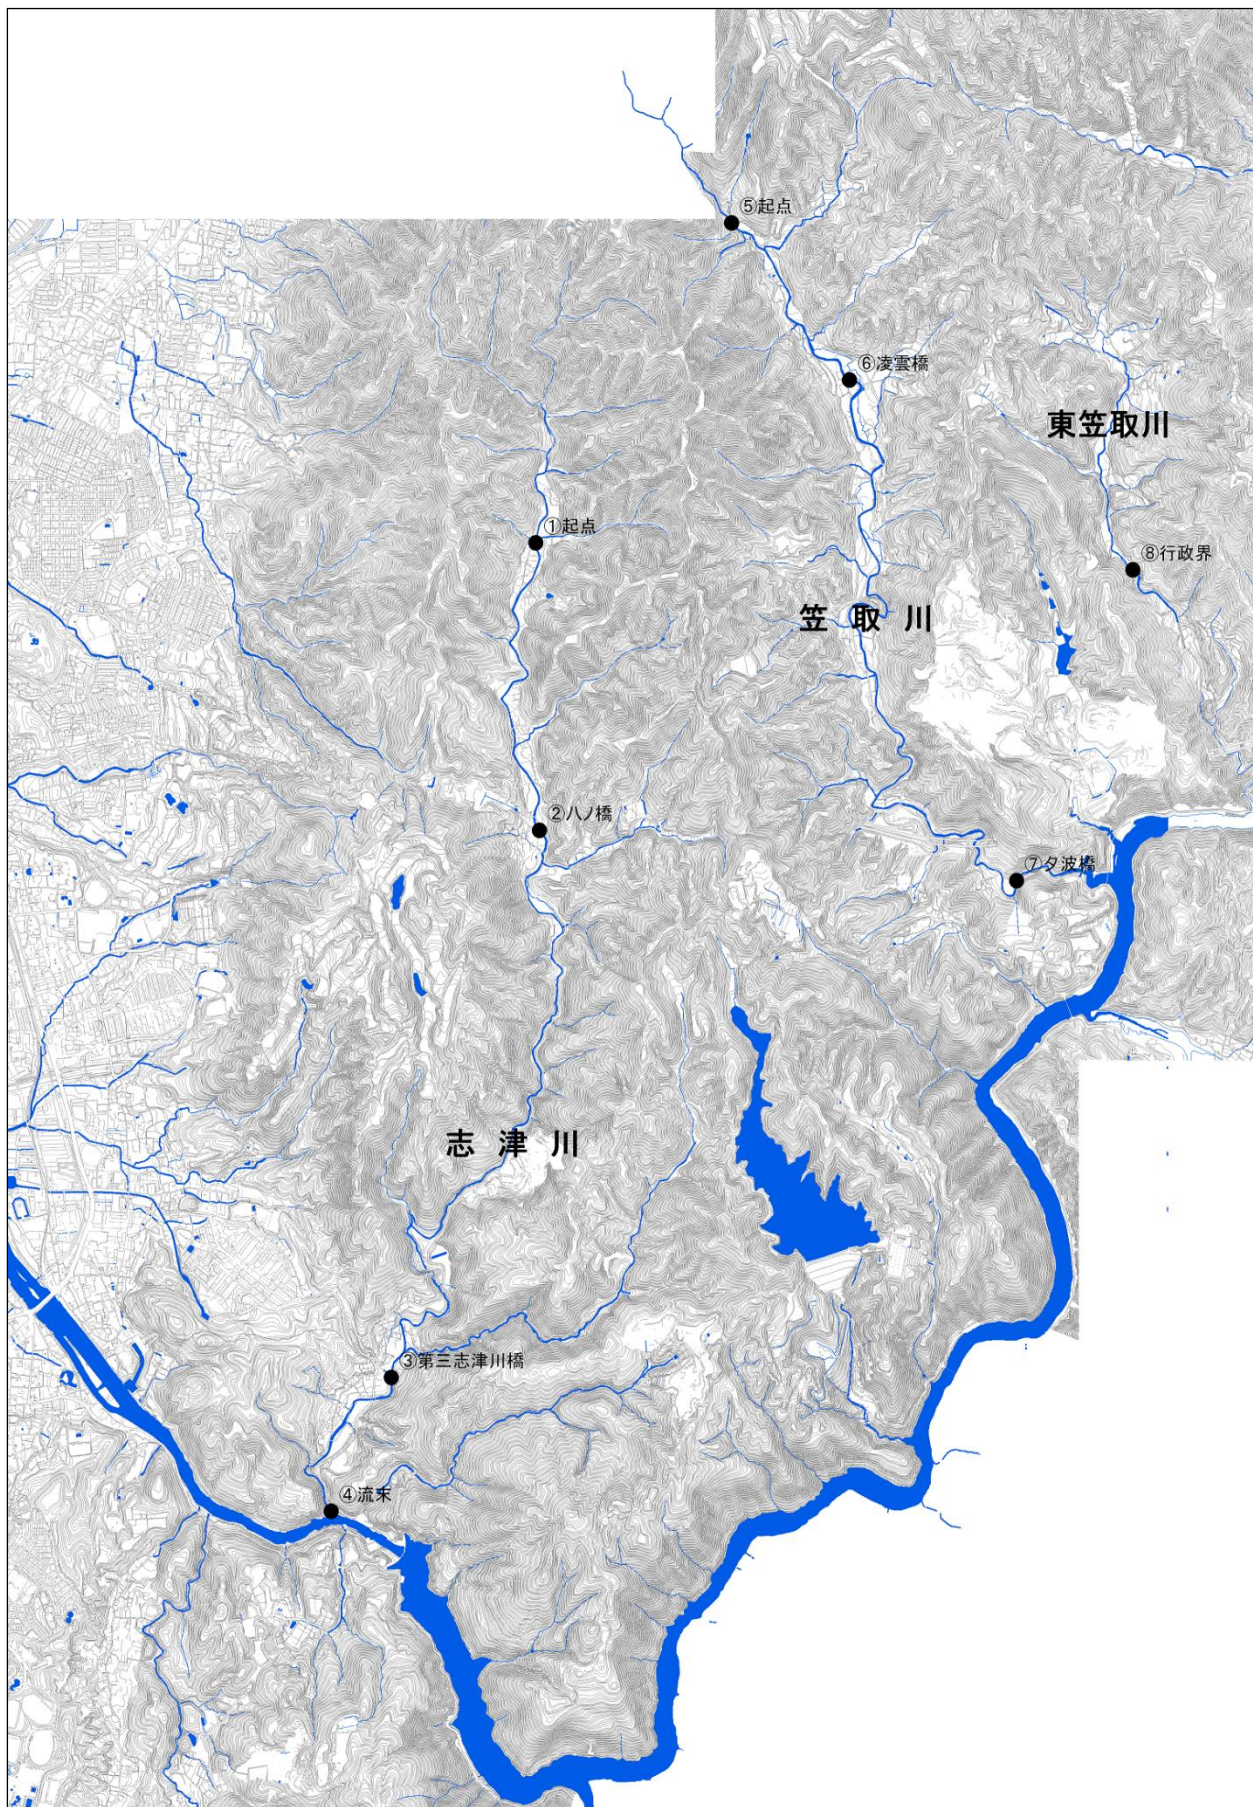 ⑤起点
⑥凌雲橋
東笠取川
①起点
⑧行政界
笠取川
②八ノ橋
⑦夕波橋
志津川
③第三志津川橋
④流末